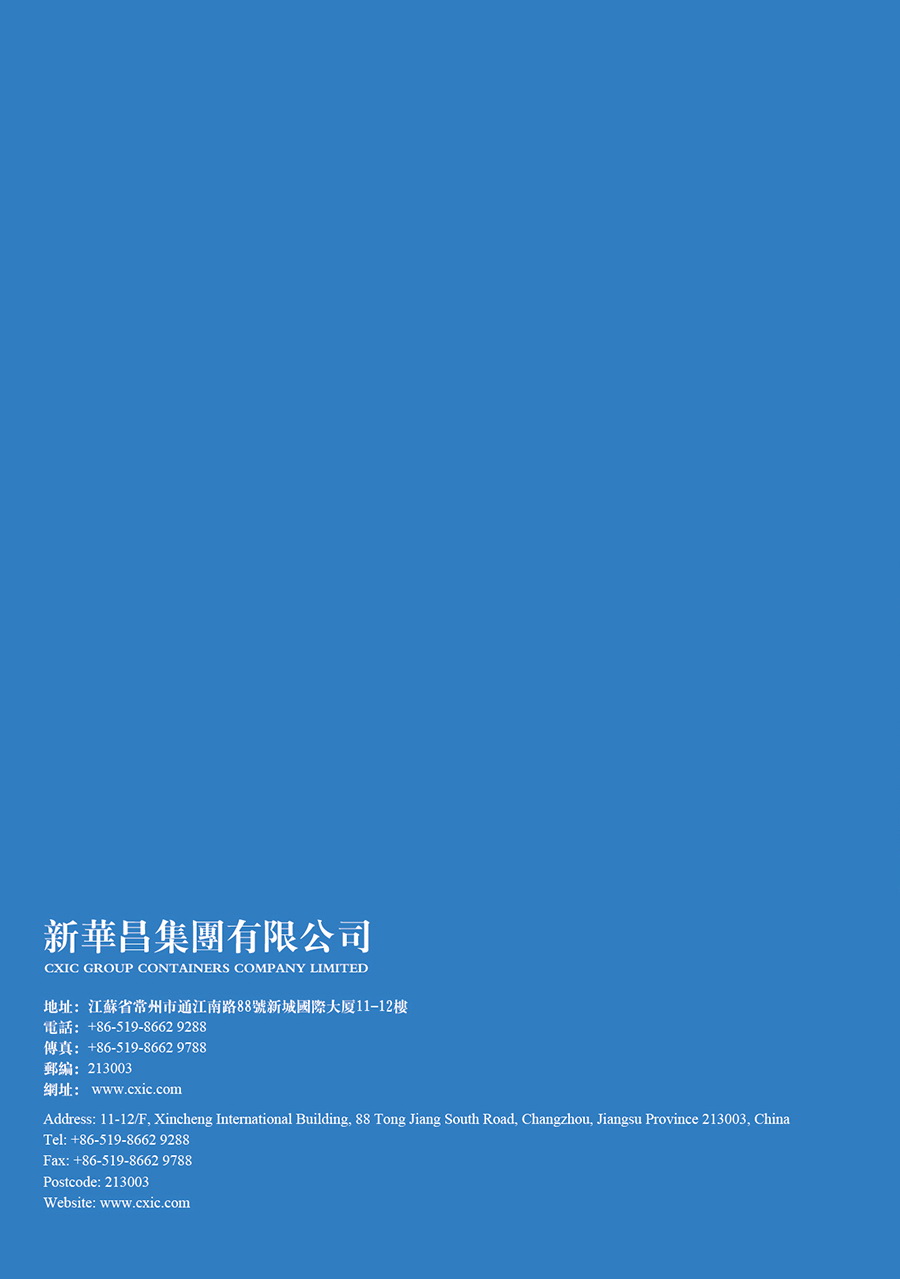 新華昌集團有限公司
CXIC GROUP CONTAINERS COMPANY LIMITED
地址：江蘇省常州市通江南路88號新城國際大厦11-12樓
電話：+86-519-8662 9288
傳真：+86-519-8662 9788
郵編：213003
網址： www.cxic.com
Address: 11-12/F, Xincheng International Building, 88 Tong Jiang South Road, Changzhou, Jiangsu Province 213003, China
Tel: +86-519-8662 9288
Fax: +86-519-8662 9788
Postcode: 213003
Website: www.cxic.com